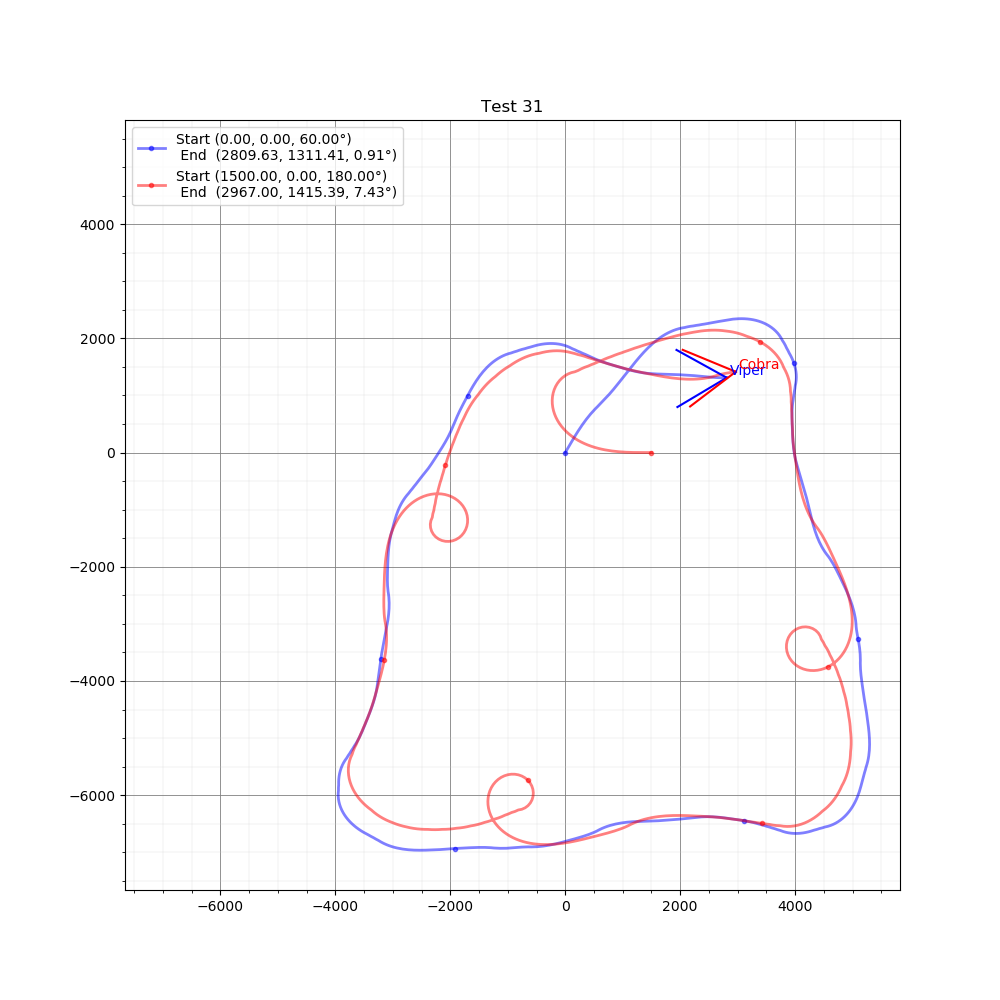 Test 31
Start (0.00, 0.00, 60.00°)
End (2809.63, 1311.41, 0.91°)
Start (1500.00, 0.00, 180.00°)
End (2967.00, 1415.39, 7.43°)
4000
2000
0
−2000
−4000
−6000
Cobra
Viper
−6000 −4000 −2000 0 2000 4000